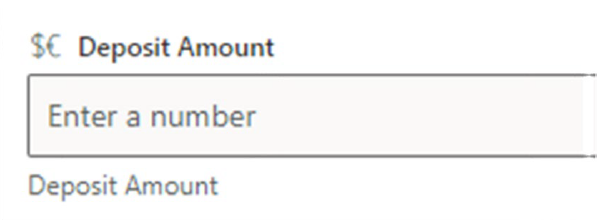 $€ Deposit Amount
Enter a number
Deposit Amount